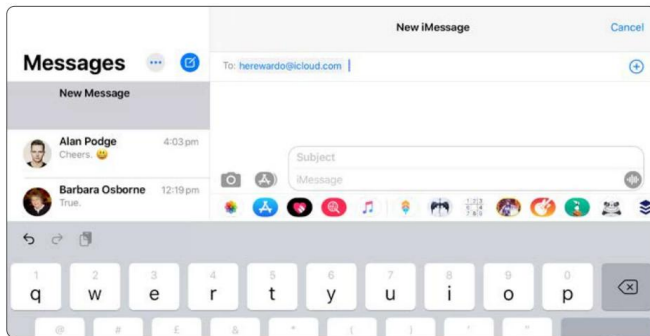 New iMessage
Cancel
Messages
To: herewardo@icloud.com
New Message
Alan Podge
4:03 pm
Cheers. 😃
Subject
iMessage
Barbara Osborne
12:19 pm
True.
1 2 3 4 5 6 7 8 9 0
q w e r t y u i o p
@ # £ & * ( ) ' "